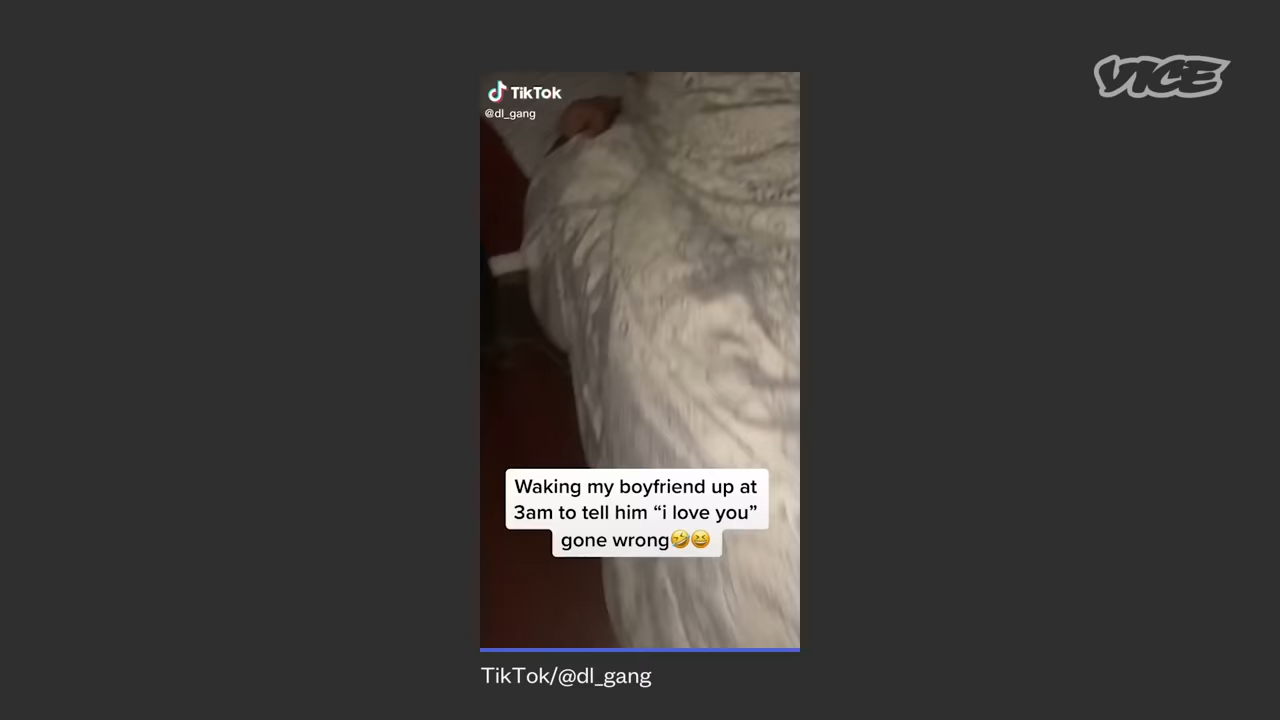 VICE
TikTok
@dl_gang
Waking my boyfriend up at
3am to tell him “i love you”
gone wrong🤣😆
TikTok/@dl_gang